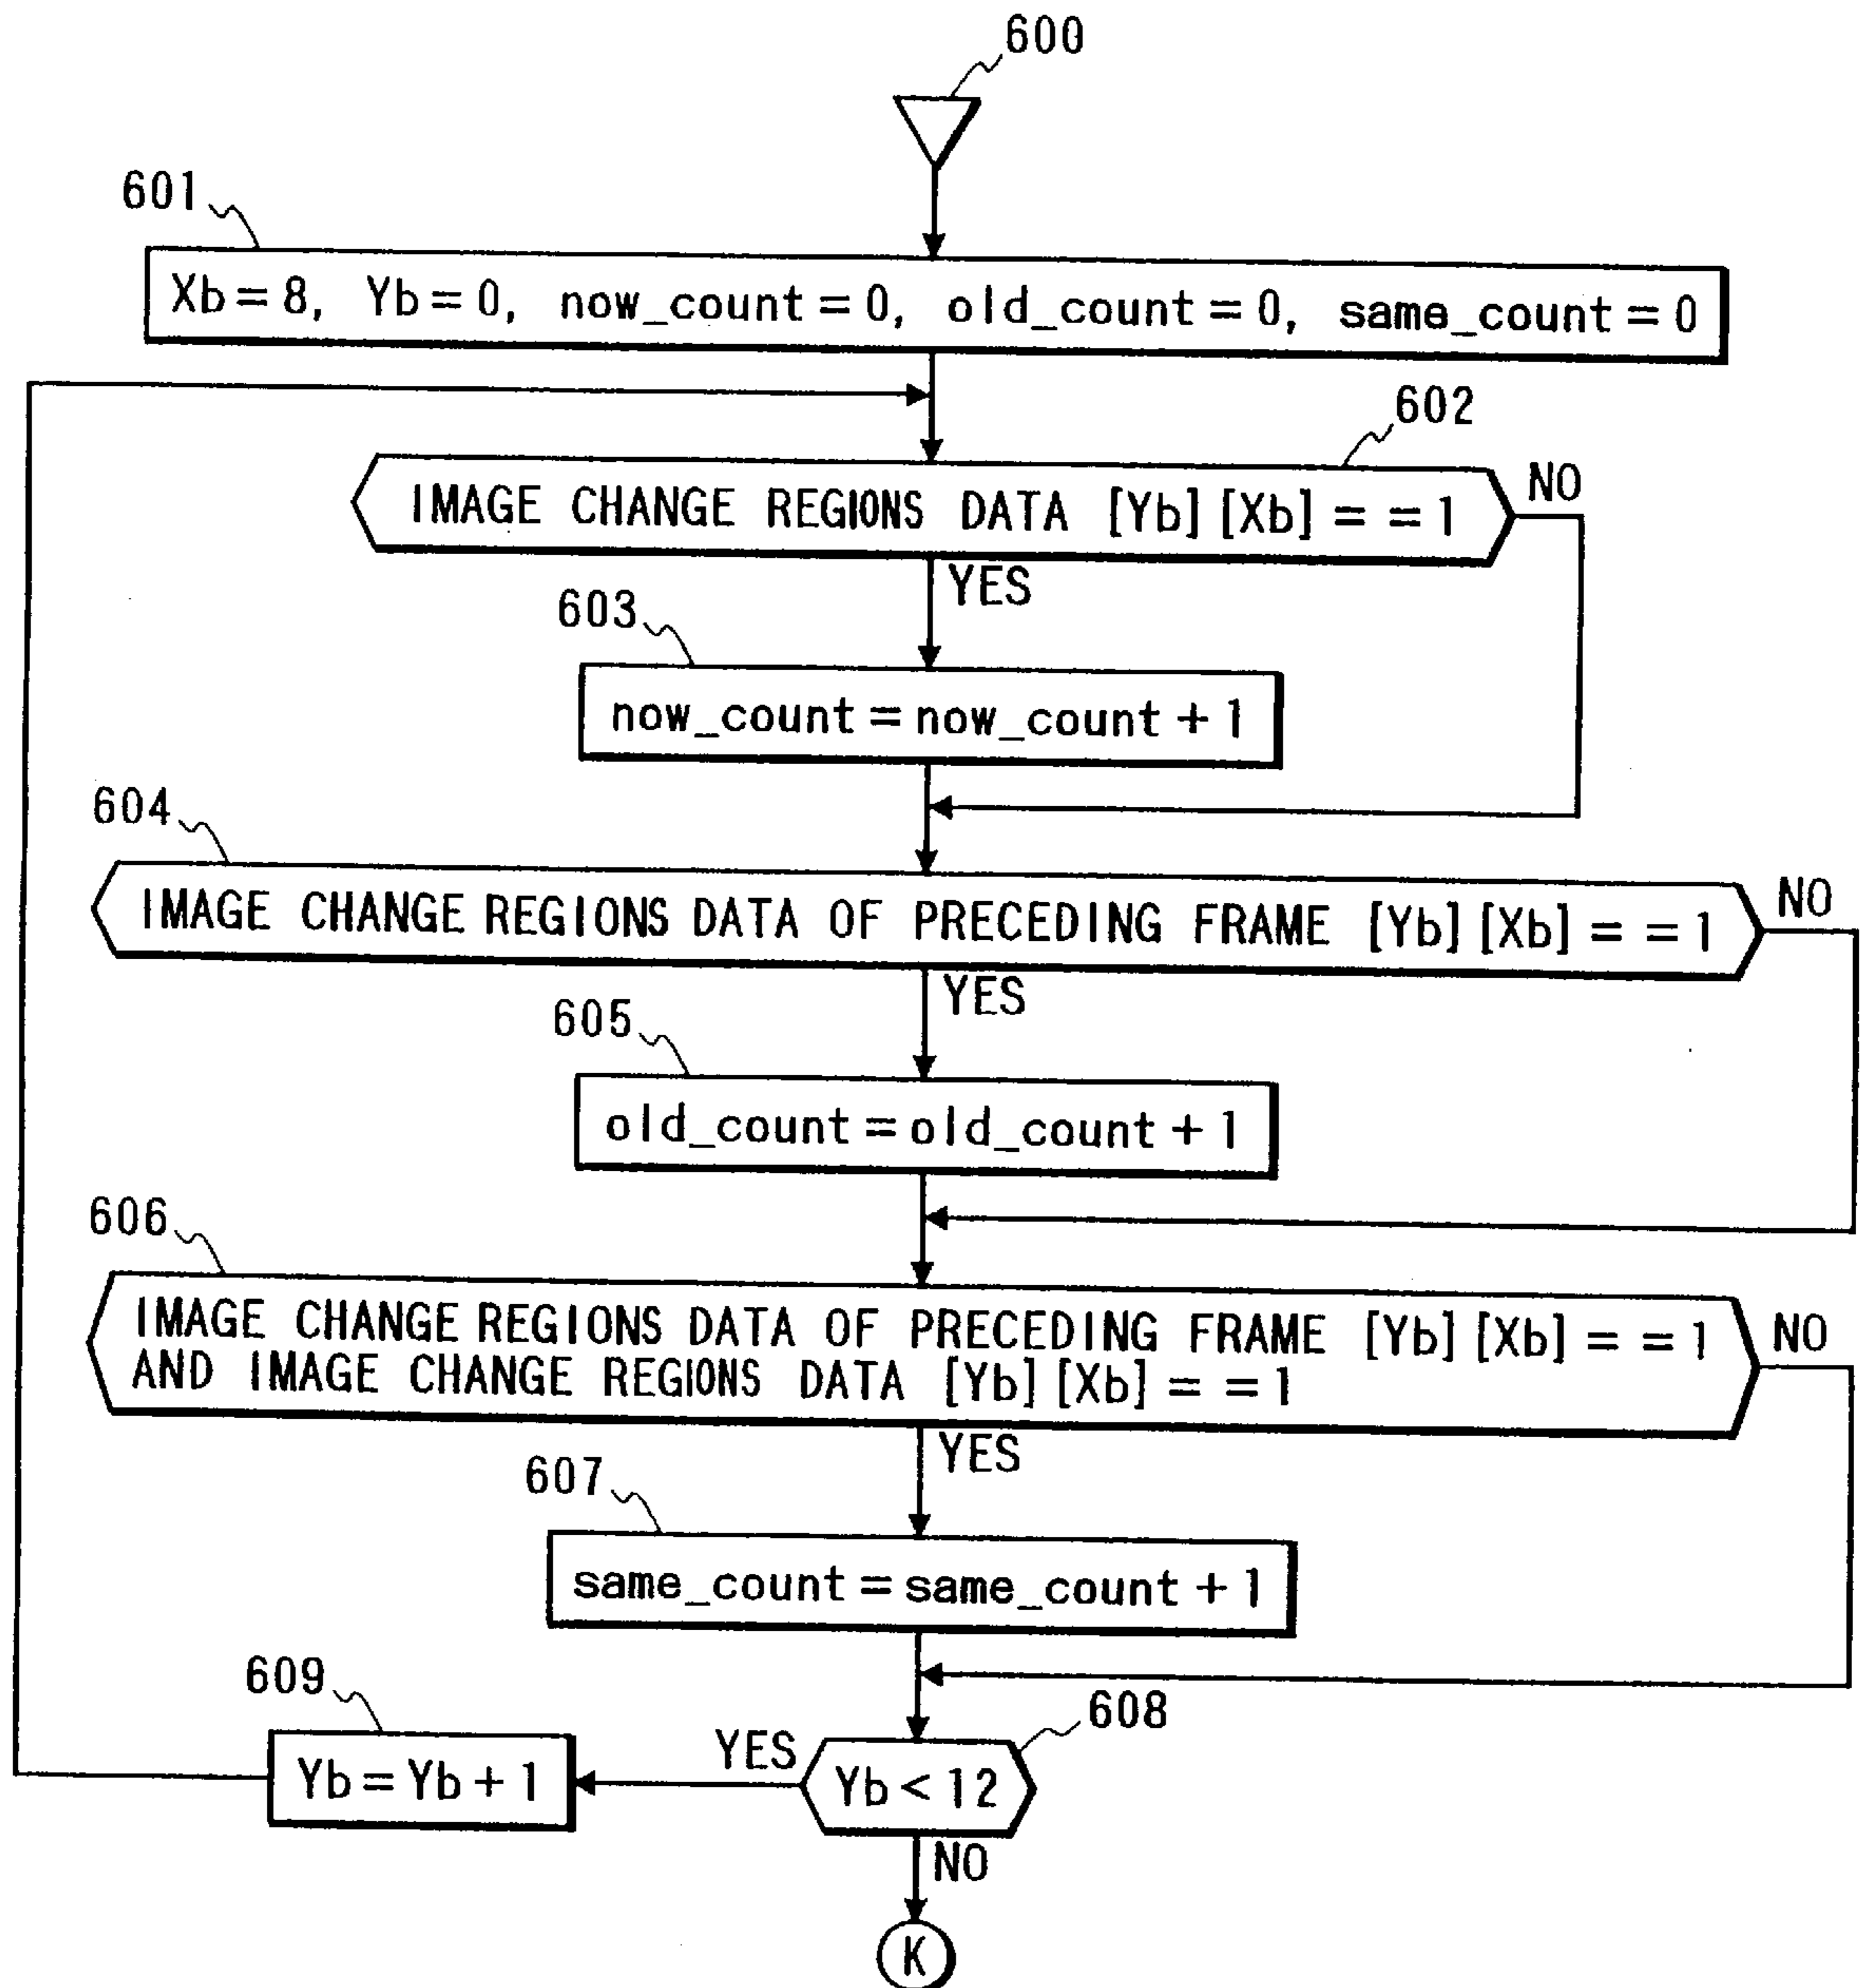 600
601
Xb=8, Yb=0, now_count=0, old_count=0, same_count=0
602
IMAGE CHANGE REGIONS DATA [Yb][Xb]==1
NO
YES
603
now_count=now_count+1
604
IMAGE CHANGE REGIONS DATA OF PRECEDING FRAME [Yb][Xb]==1
NO
YES
605
old_count=old_count+1
606
IMAGE CHANGE REGIONS DATA OF PRECEDING FRAME [Yb][Xb]==1
AND IMAGE CHANGE REGIONS DATA [Yb][Xb]==1
NO
YES
607
same_count=same_count+1
609
608
Yb=Yb+1
YES
Yb<12
NO
K